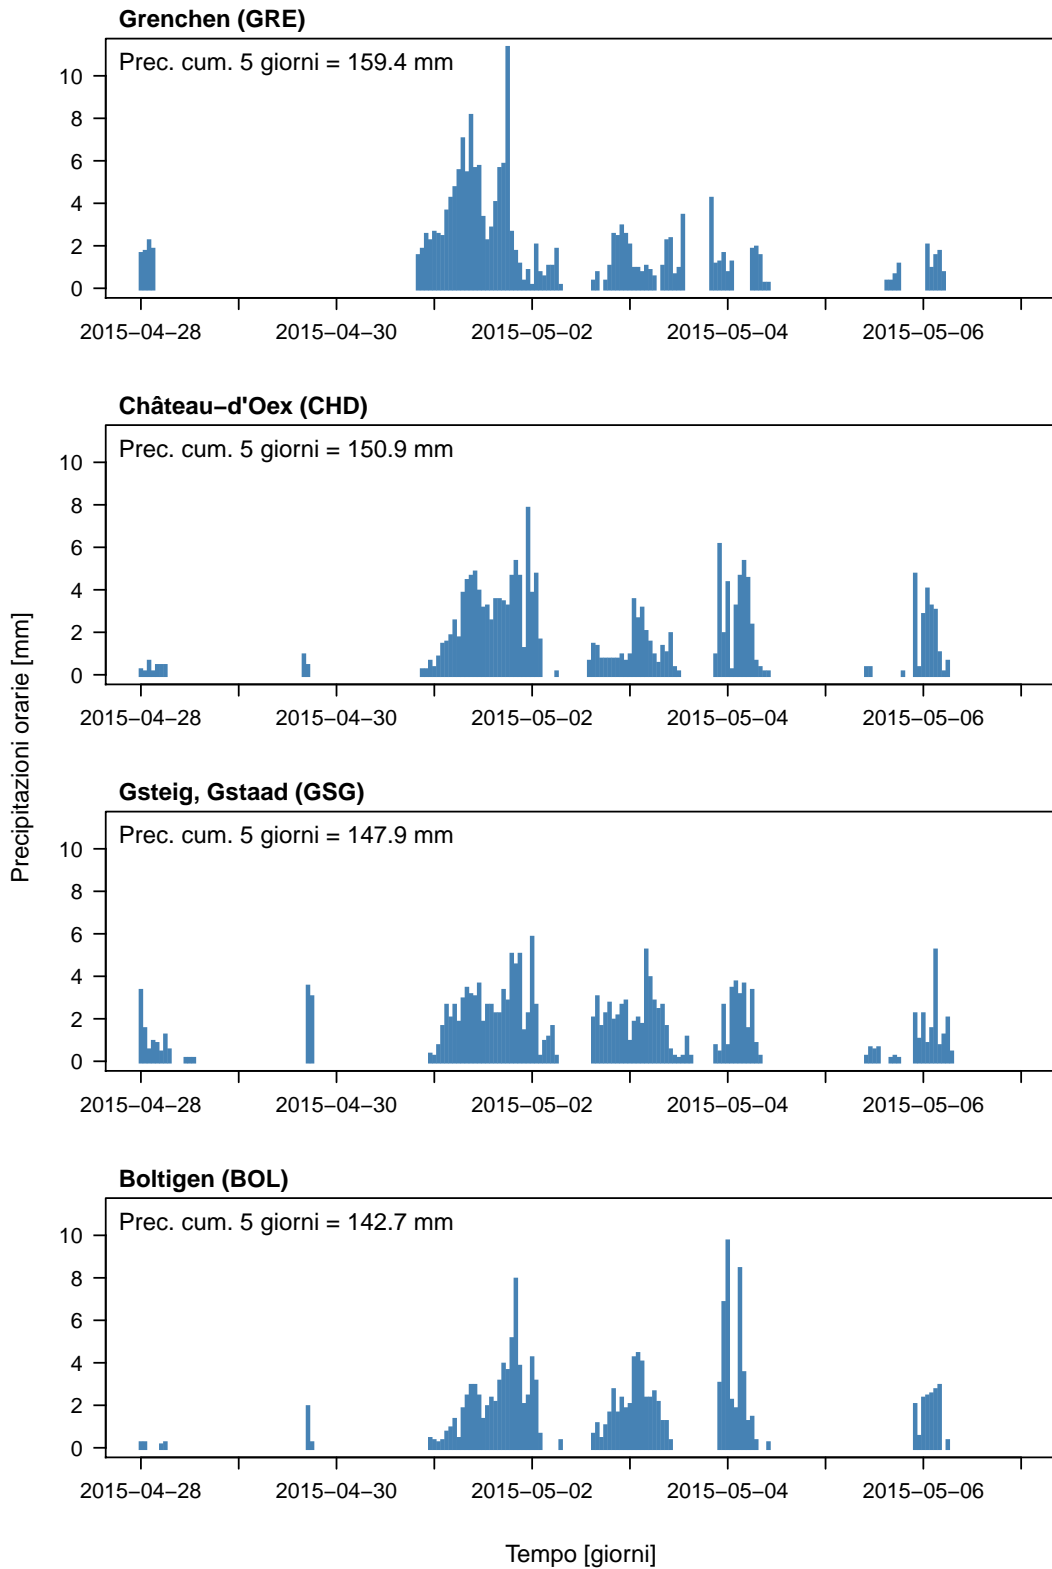 Grenchen (GRE)
Prec. cum. 5 giorni = 159.4 mm
10
8
6
4
2
0
2015−04−28 2015−04−30 2015−05−02 2015−05−04 2015−05−06
Château−d'Oex (CHD)
Prec. cum. 5 giorni = 150.9 mm
10
8
6
4
2
0
2015−04−28 2015−04−30 2015−05−02 2015−05−04 2015−05−06
Precipitazioni orarie [mm]
Gsteig, Gstaad (GSG)
Prec. cum. 5 giorni = 147.9 mm
10
8
6
4
2
0
2015−04−28 2015−04−30 2015−05−02 2015−05−04 2015−05−06
Boltigen (BOL)
Prec. cum. 5 giorni = 142.7 mm
10
8
6
4
2
0
2015−04−28 2015−04−30 2015−05−02 2015−05−04 2015−05−06
Tempo [giorni]